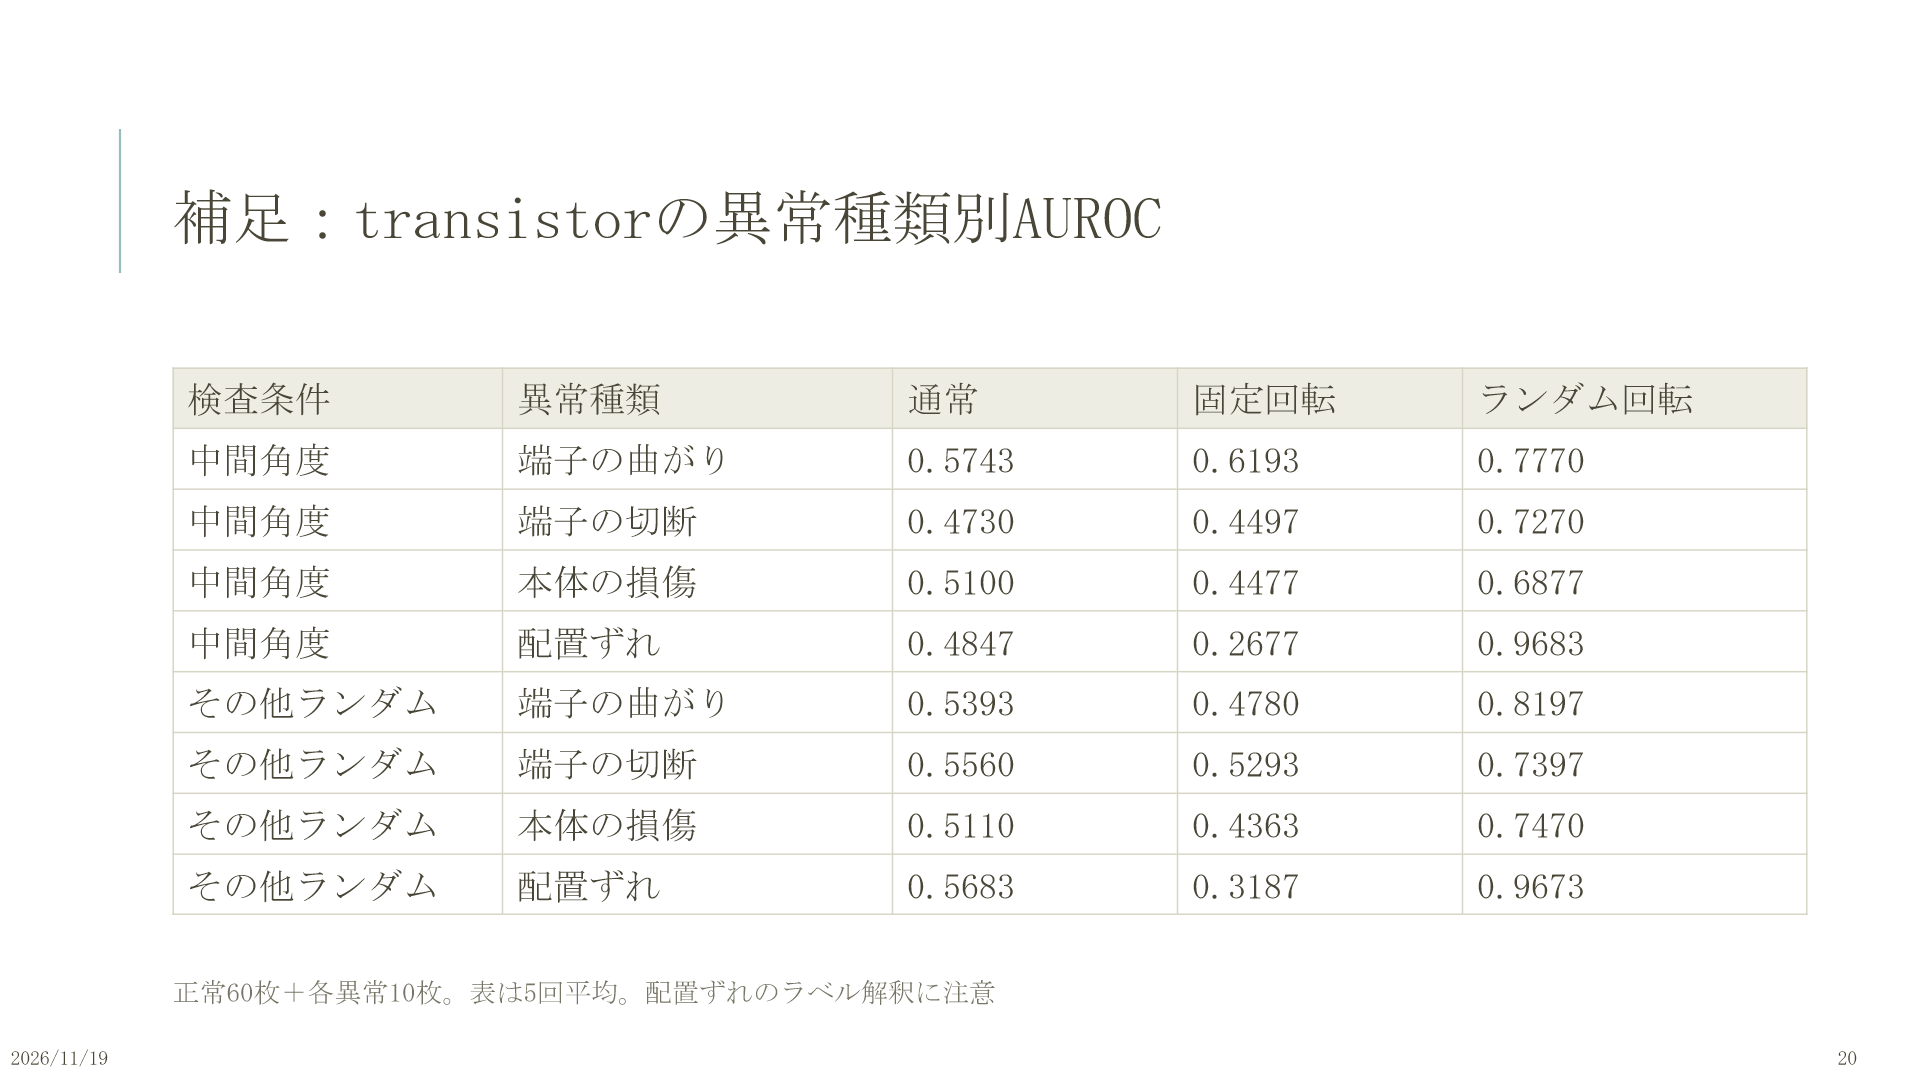 補足：transistorの異常種類別AUROC
検査条件 異常種類 通常 固定回転 ランダム回転
中間角度 端子の曲がり 0.5743 0.6193 0.7770
中間角度 端子の切断 0.4730 0.4497 0.7270
中間角度 本体の損傷 0.5100 0.4477 0.6877
中間角度 配置ずれ 0.4847 0.2677 0.9683
その他ランダム 端子の曲がり 0.5393 0.4780 0.8197
その他ランダム 端子の切断 0.5560 0.5293 0.7397
その他ランダム 本体の損傷 0.5110 0.4363 0.7470
その他ランダム 配置ずれ 0.5683 0.3187 0.9673
正常60枚＋各異常10枚。表は5回平均。配置ずれのラベル解釈に注意
2026/11/19
20